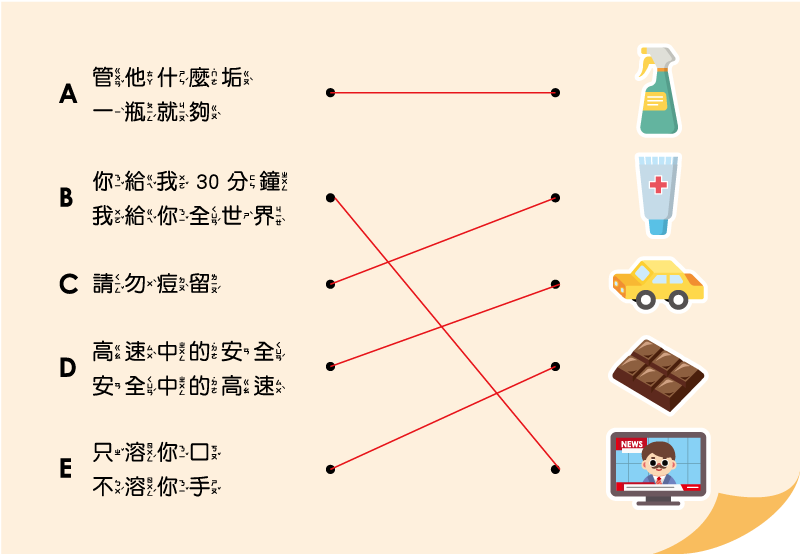 A
管他什麼垢
一瓶就夠
B
你給我 30 分鐘
我給你全世界
C
請勿痘留
D
高速中的安全
安全中的高速
E
只溶你口
不溶你手
NEWS